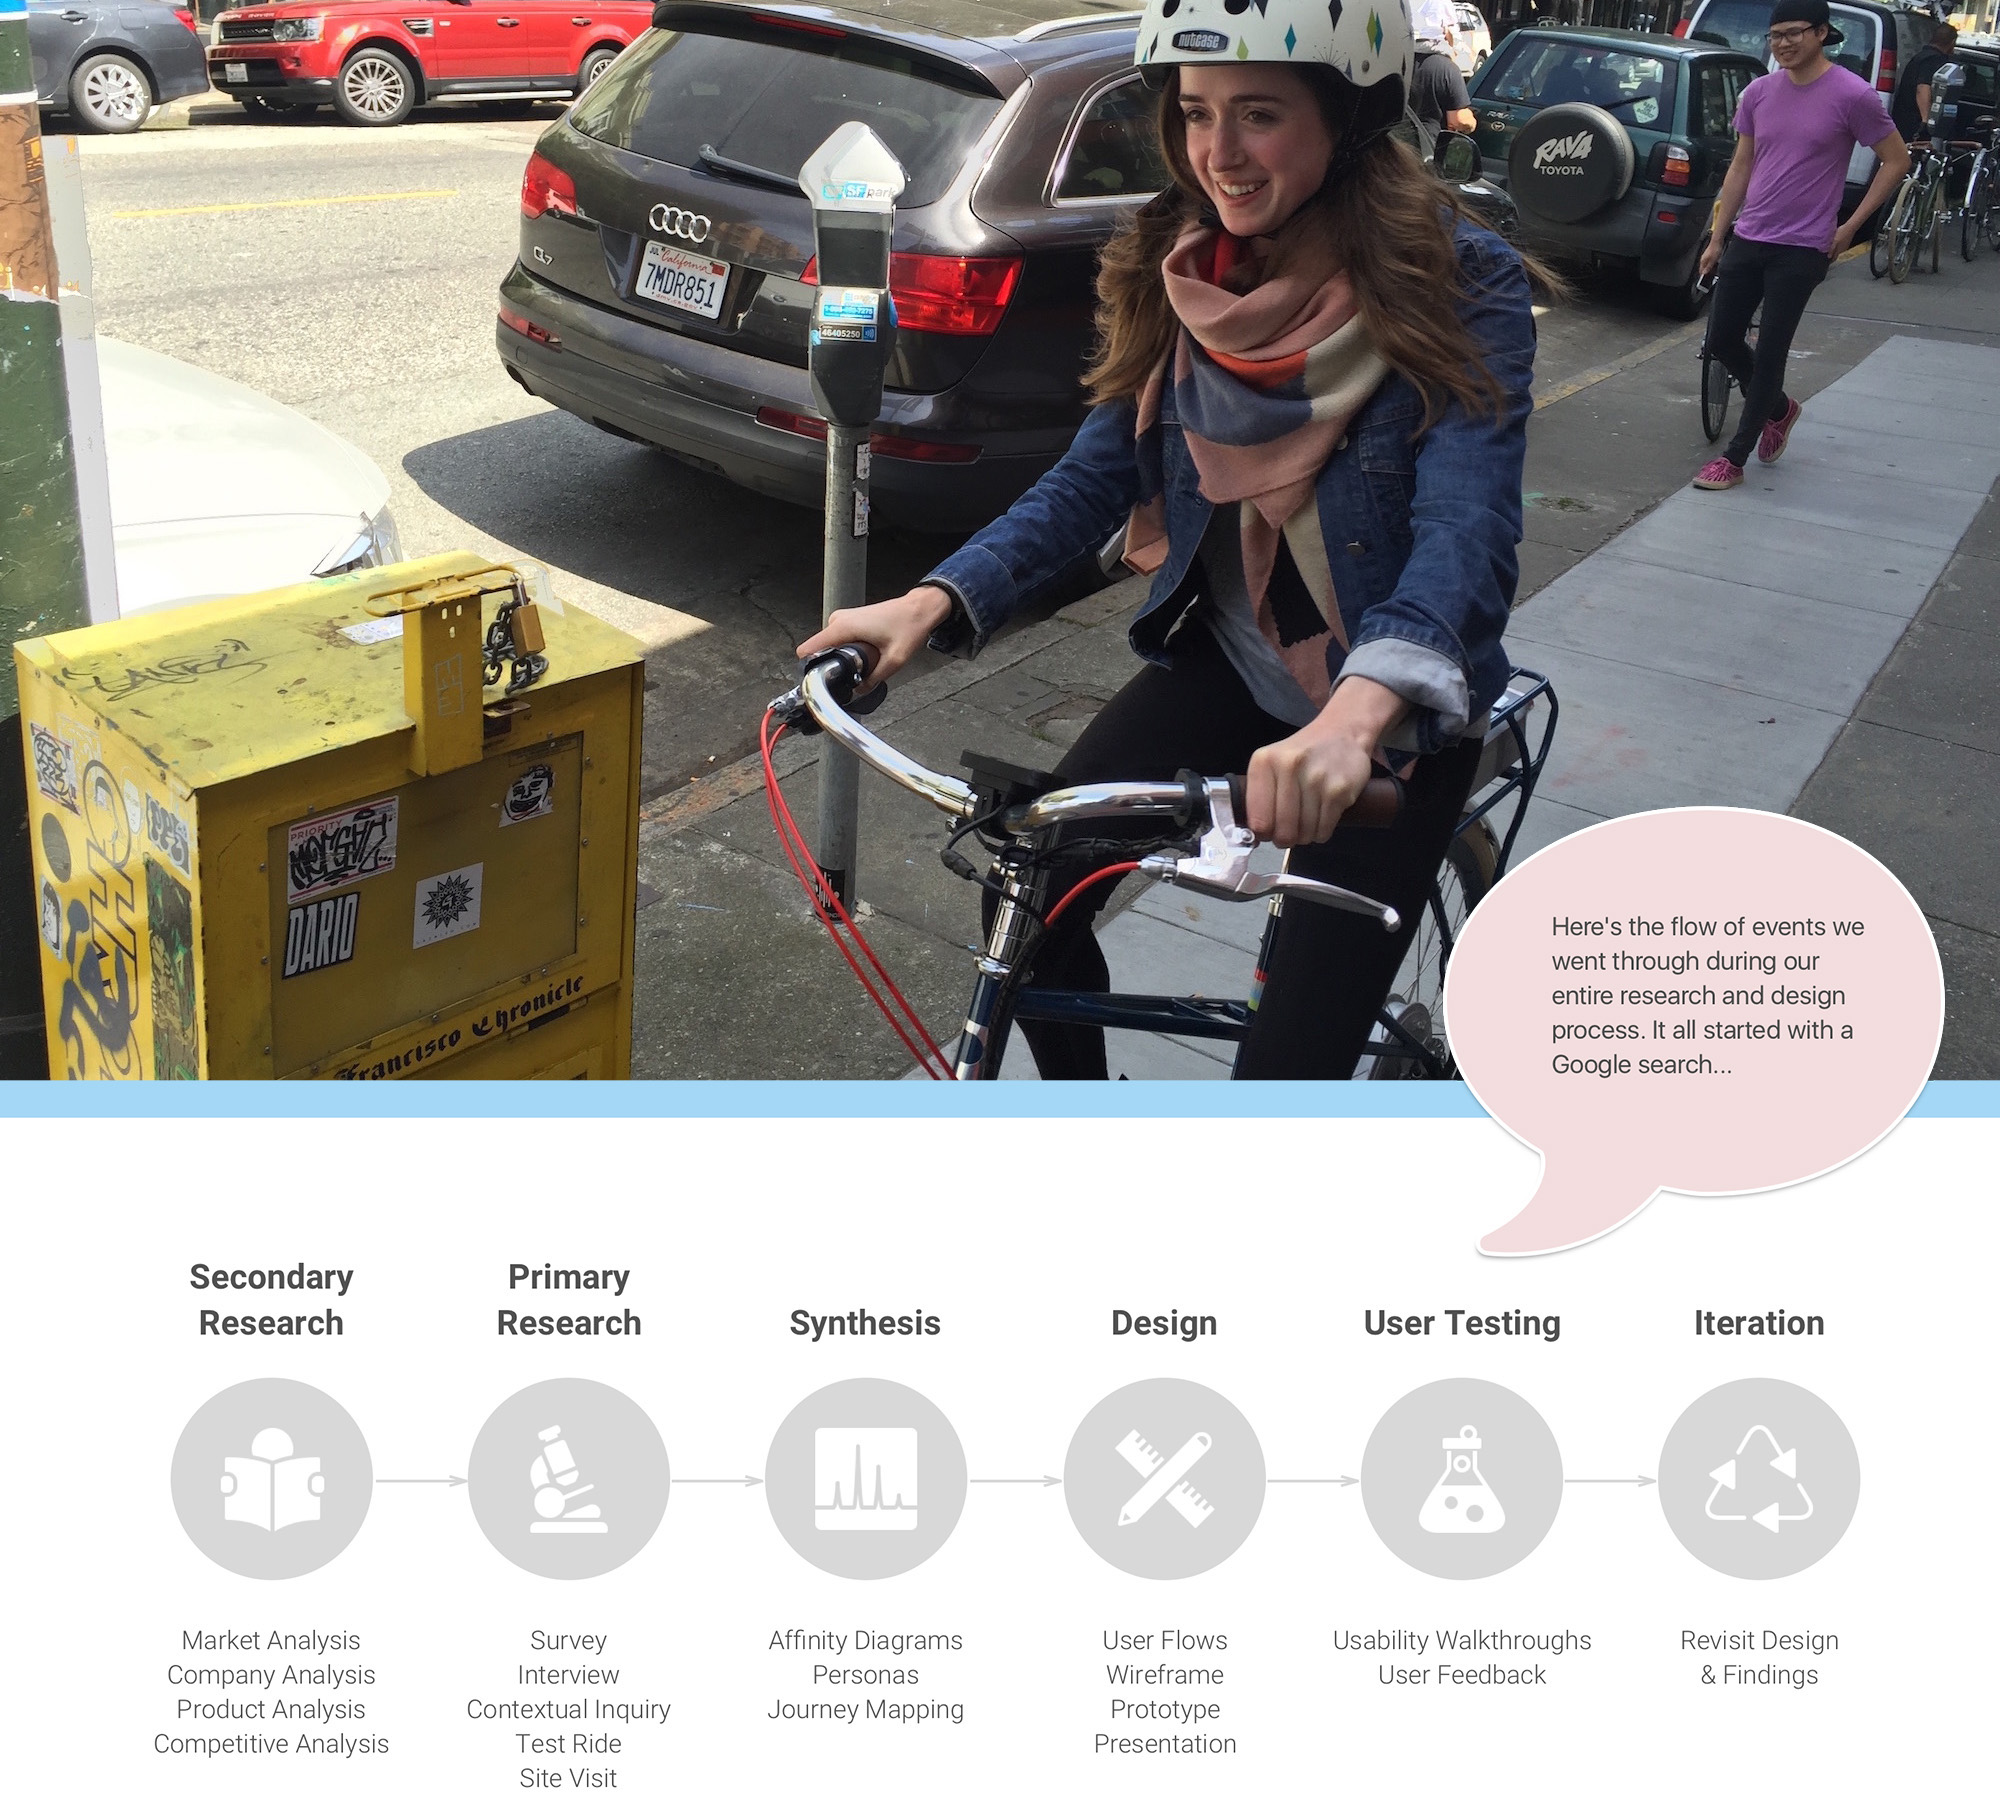 nutcase
RAV4
TOYOTA
SFpark
Q7
California
7MDR851
46405250
PRIORITY
DARIO
Francisco Chronicle
Here's the flow of events we
went through during our
entire research and design
process. It all started with a
Google search...
Secondary
Research
Primary
Research
Synthesis
Design
User Testing
Iteration
Market Analysis
Company Analysis
Product Analysis
Competitive Analysis
Survey
Interview
Contextual Inquiry
Test Ride
Site Visit
Affinity Diagrams
Personas
Journey Mapping
User Flows
Wireframe
Prototype
Presentation
Usability Walkthroughs
User Feedback
Revisit Design
& Findings